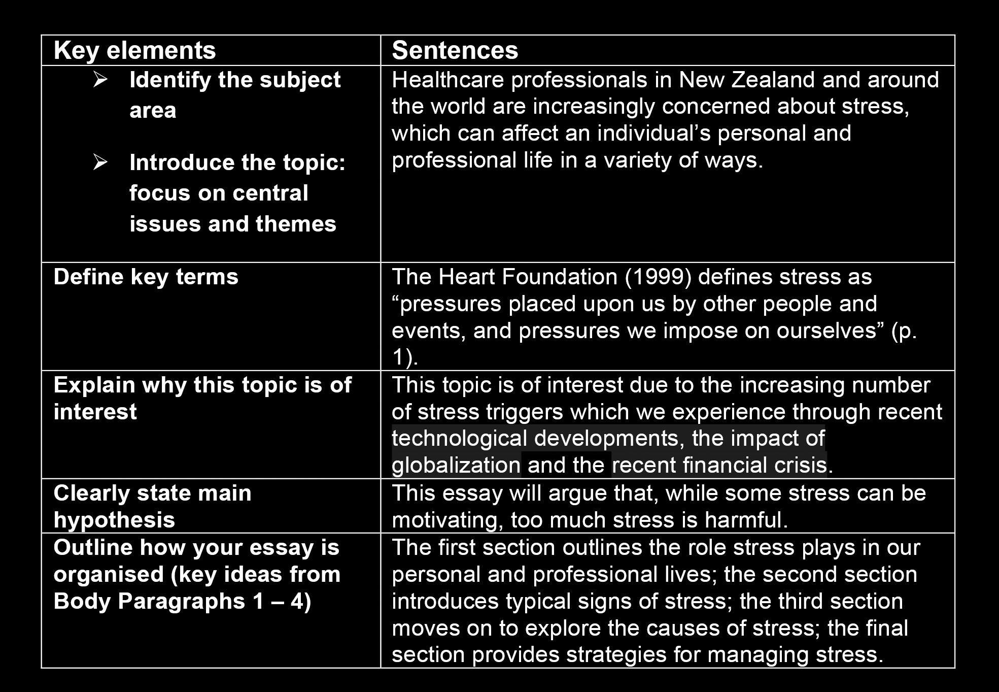 Key elements
Sentences
➢ Identify the subject
area
➢ Introduce the topic:
focus on central
issues and themes
Healthcare professionals in New Zealand and around
the world are increasingly concerned about stress,
which can affect an individual’s personal and
professional life in a variety of ways.
Define key terms
The Heart Foundation (1999) defines stress as
“pressures placed upon us by other people and
events, and pressures we impose on ourselves” (p.
1).
Explain why this topic is of
interest
This topic is of interest due to the increasing number
of stress triggers which we experience through recent
technological developments, the impact of
globalization and the recent financial crisis.
Clearly state main
hypothesis
This essay will argue that, while some stress can be
motivating, too much stress is harmful.
Outline how your essay is
organised (key ideas from
Body Paragraphs 1 – 4)
The first section outlines the role stress plays in our
personal and professional lives; the second section
introduces typical signs of stress; the third section
moves on to explore the causes of stress; the final
section provides strategies for managing stress.